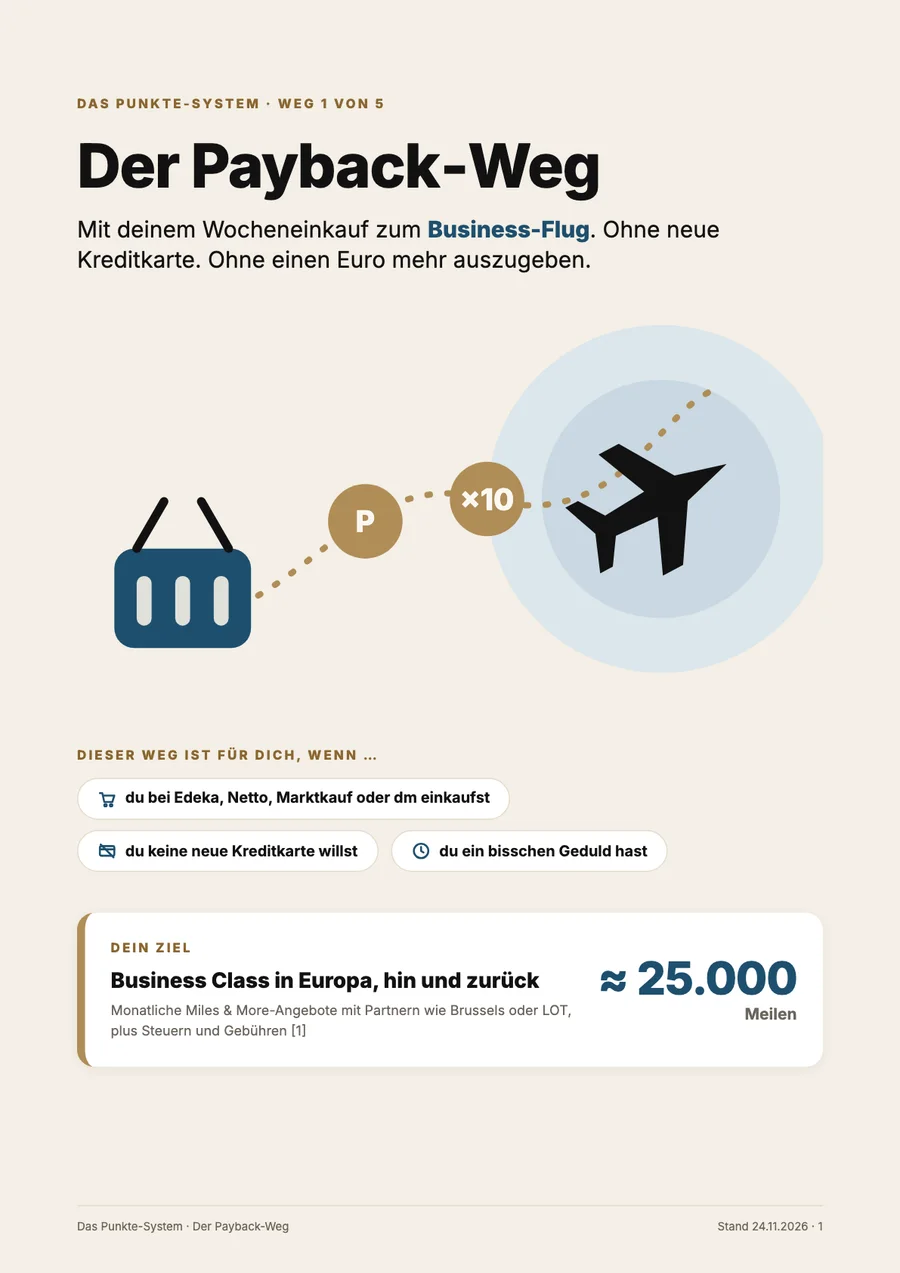 DAS PUNKTE-SYSTEM · WEG 1 VON 5
Der Payback-Weg
Mit deinem Wocheneinkauf zum Business-Flug. Ohne neue
Kreditkarte. Ohne einen Euro mehr auszugeben.
P
×10
DIESER WEG IST FÜR DICH, WENN …
du bei Edeka, Netto, Marktkauf oder dm einkaufst
du keine neue Kreditkarte willst
du ein bisschen Geduld hast
DEIN ZIEL
Business Class in Europa, hin und zurück
Monatliche Miles & More-Angebote mit Partnern wie Brussels oder LOT,
plus Steuern und Gebühren [1]
≈ 25.000
Meilen
Das Punkte-System · Der Payback-Weg
Stand 24.11.2026 · 1